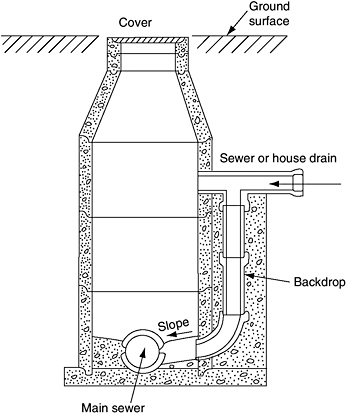 Cover
Ground
surface
Sewer or house drain
Backdrop
Slope
Main sewer